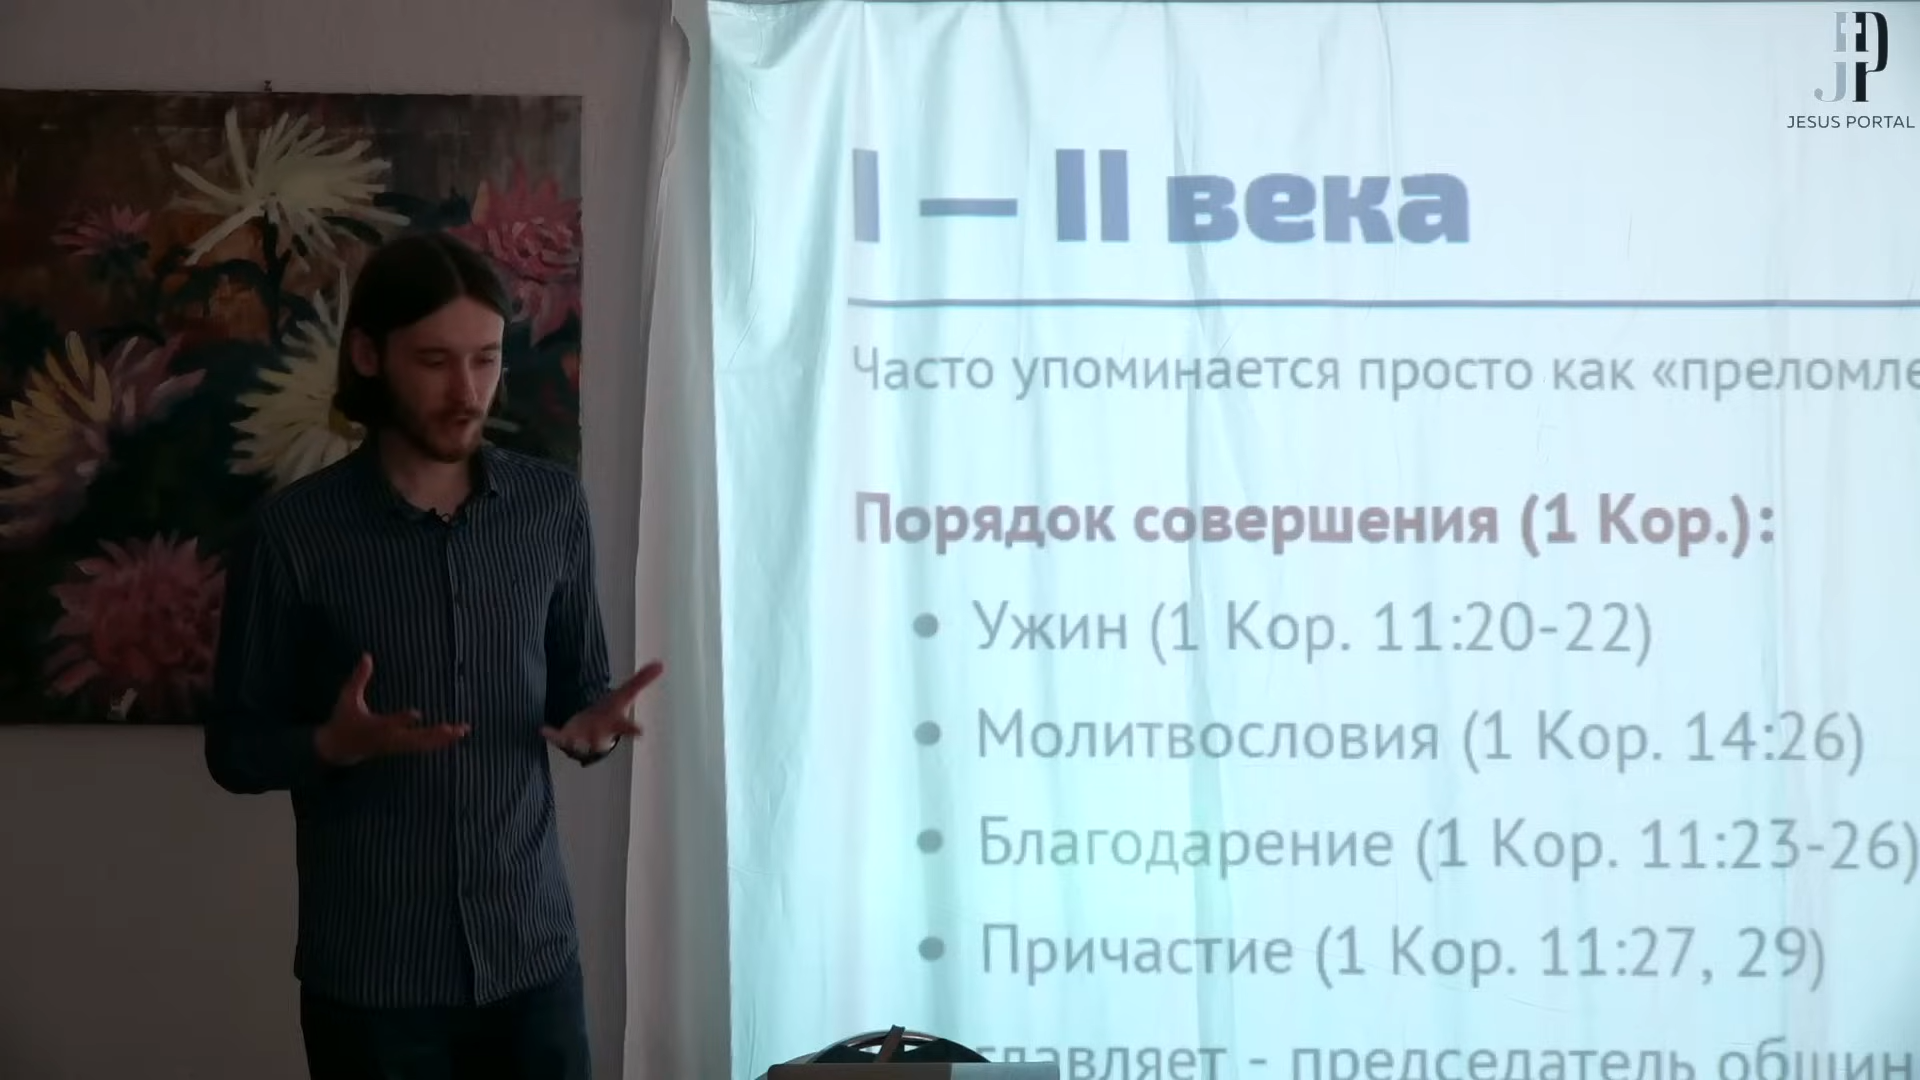 JESUS PORTAL
I — II века
Часто упоминается просто как
Порядок совершения (1 Кор.):
• Ужин (1 Кор. 11:20-22)
• Молитвословия (1 Кор. 14:26)
• Благодарение (1 Кор. 11:23-26)
• Причастие (1 Кор. 11:27, 29)
- председатель